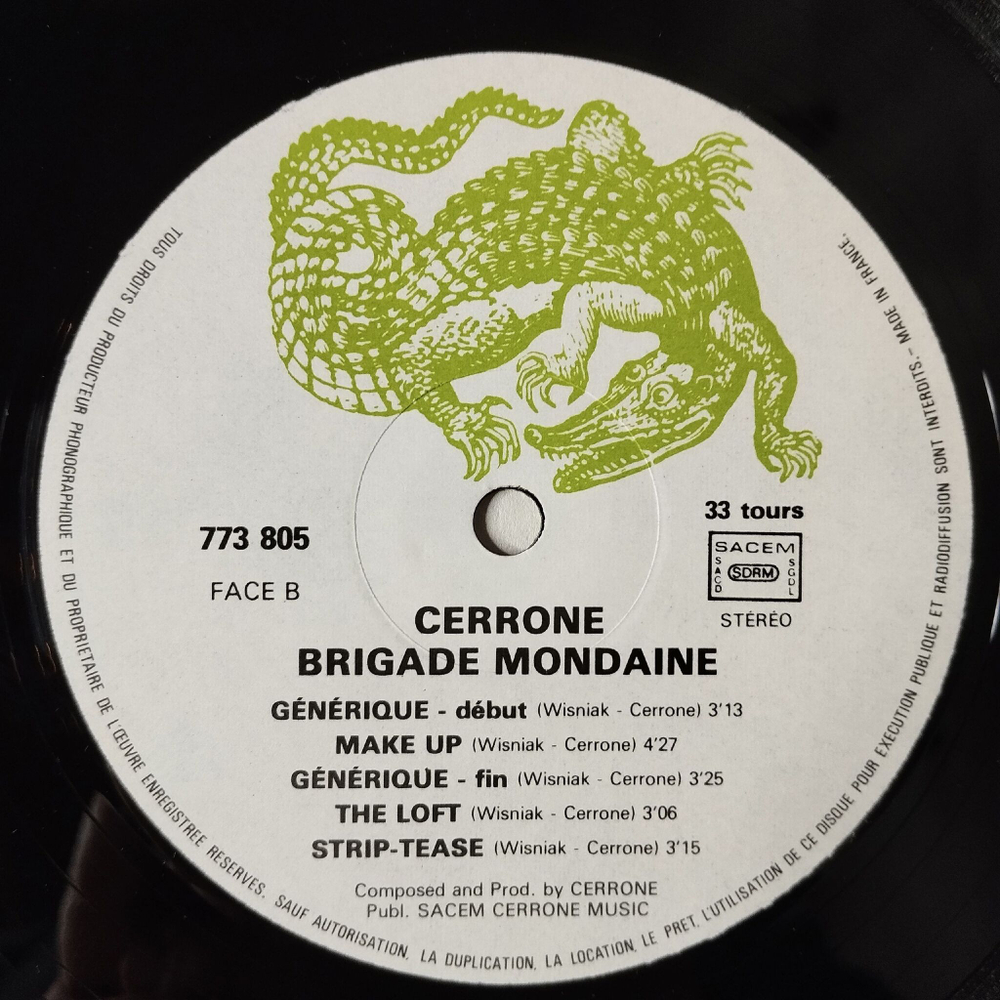 33 tours
773 805
SACEM
SACD
SDRM
SGDL
FACE B
STÉRÉO
CERRONE
BRIGADE MONDAINE
GÉNÉRIQUE - début (Wisniak - Cerrone) 3'13
MAKE UP (Wisniak - Cerrone) 4'27
GÉNÉRIQUE - fin (Wisniak - Cerrone) 3'25
THE LOFT (Wisniak - Cerrone) 3'06
STRIP-TEASE (Wisniak - Cerrone) 3'15
Composed and Prod. by CERRONE
Publ. SACEM CERRONE MUSIC
TOUS DROITS DU PRODUCTEUR PHONOGRAPHIQUE ET DU PROPRIETAIRE DE L'ŒUVRE ENREGISTREE RESERVES. SAUF AUTORISATION, LA DUPLICATION, LA LOCATION, LE PRET, L'UTILISATION DE CE DISQUE POUR EXECUTION PUBLIQUE ET RADIODIFFUSION SONT INTERDITS. - MADE IN FRANCE.